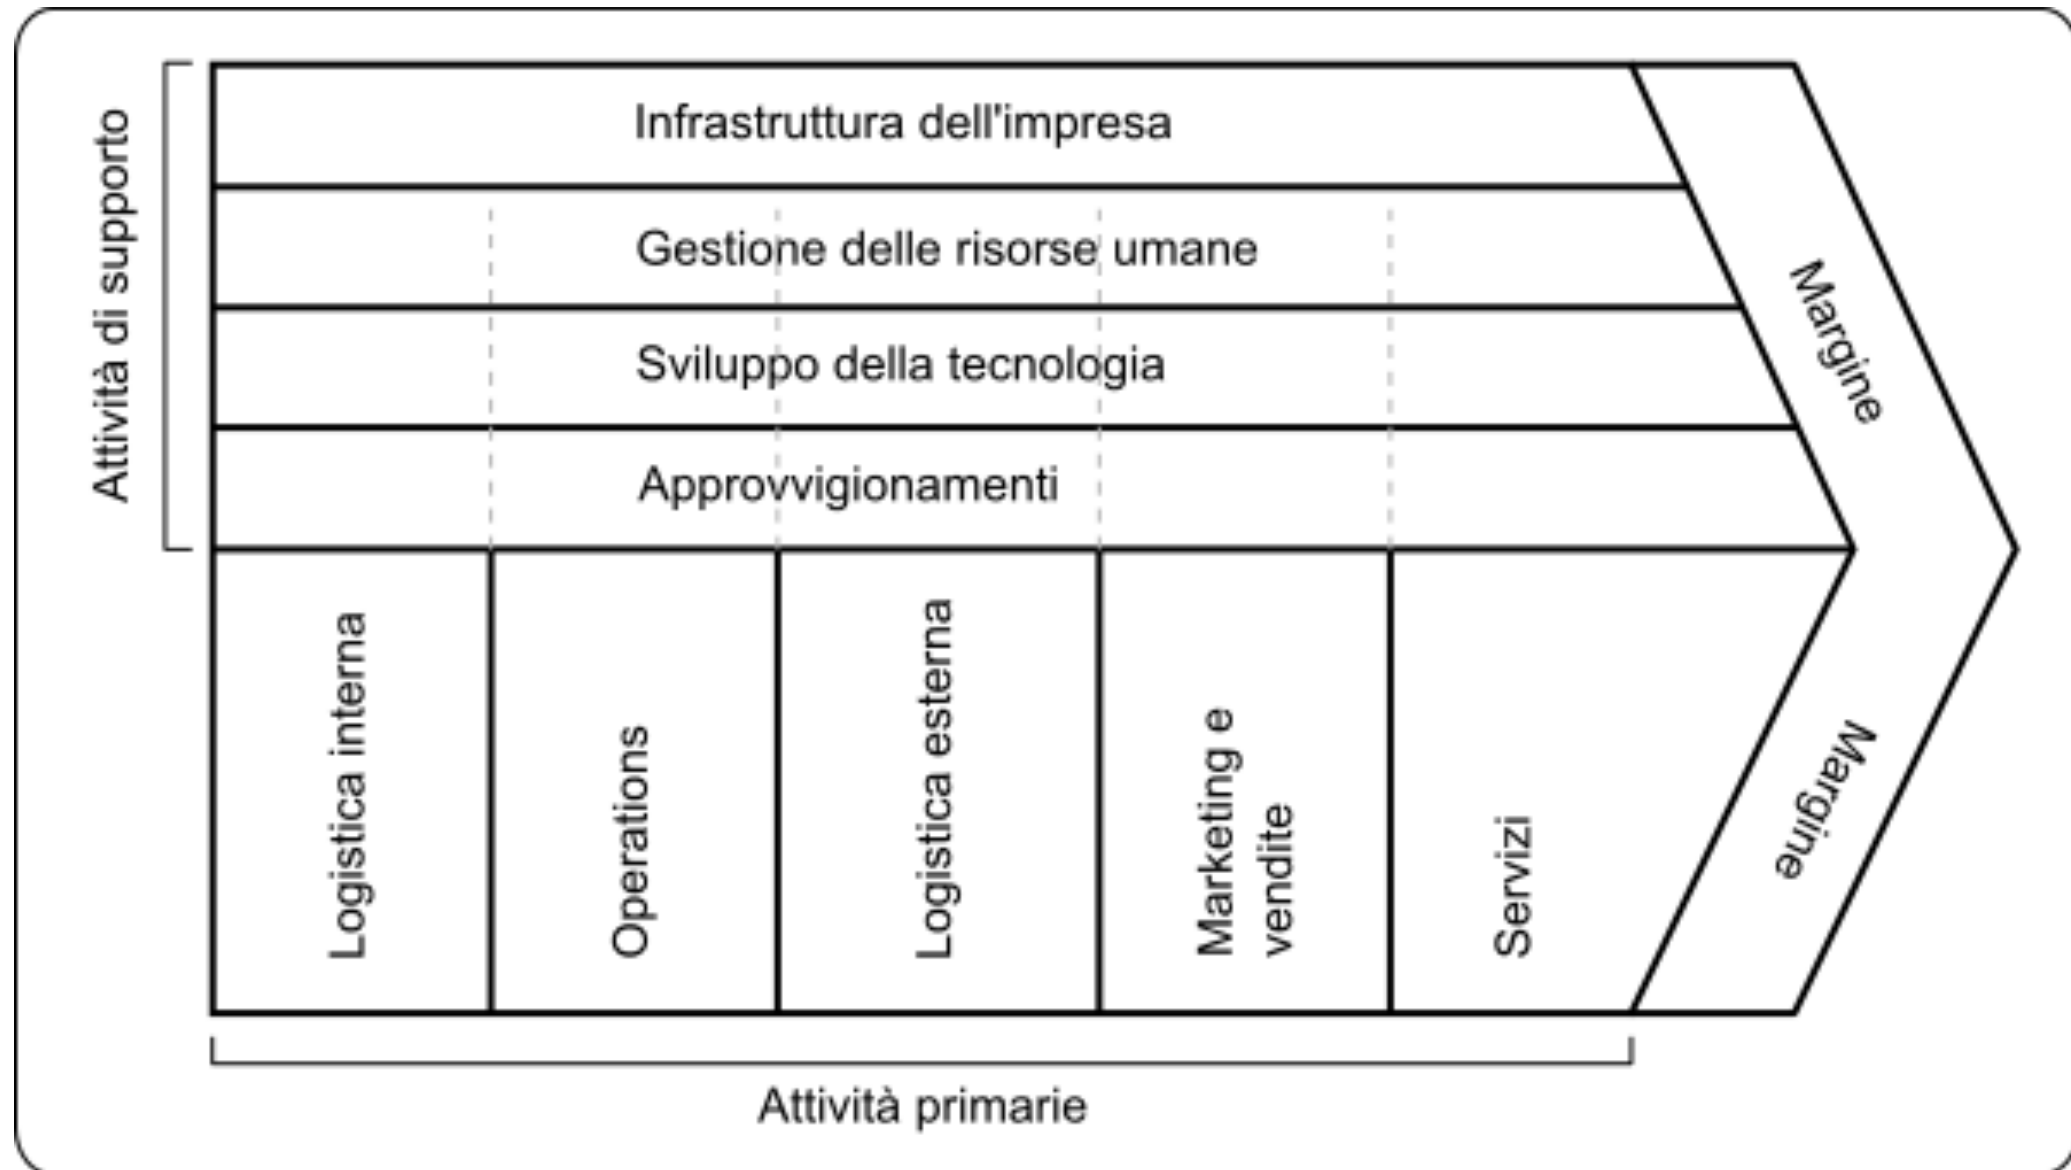 Attività di supporto
Infrastruttura dell'impresa
Gestione delle risorse umane
Sviluppo della tecnologia
Approvvigionamenti
Margine
Logistica interna
Operations
Logistica esterna
Marketing e
vendite
Servizi
Margine
Attività primarie